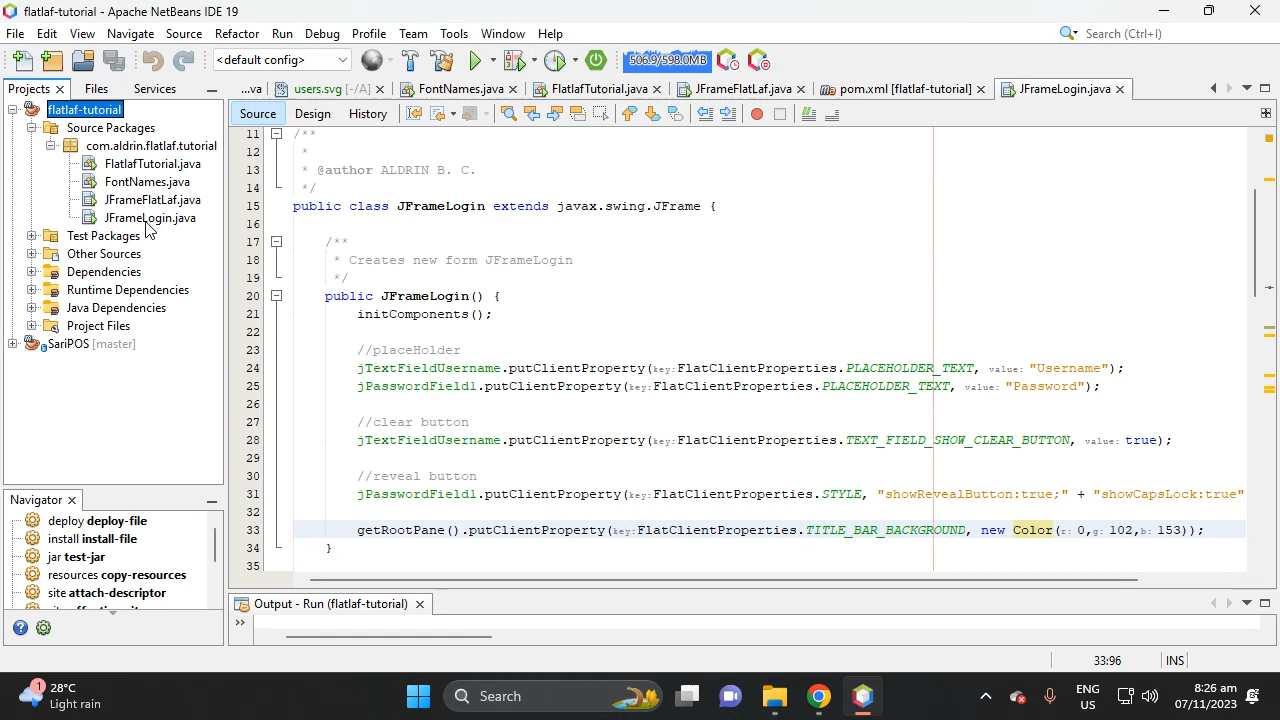 flatlaf-tutorial - Apache NetBeans IDE 19
File Edit View Navigate Source Refactor Run Debug Profile Team Tools Window Help
Search (Ctrl+I)
<default config>
506.9/598.0MB
Projects Files Services
...va users.svg [-/A] FontNames.java FlatlafTutorial.java JFrameFlatLaf.java pom.xml [flatlaf-tutorial] JFrameLogin.java
Source Design History
flatlaf-tutorial
Source Packages
com.aldrin.flatlaf.tutorial
FlatlafTutorial.java
FontNames.java
JFrameFlatLaf.java
JFrameLogin.java
Test Packages
Other Sources
Dependencies
Runtime Dependencies
Java Dependencies
Project Files
SariPOS [master]
11 /**
12 *
13 * @author ALDRIN B. C.
14 */
15 public class JFrameLogin extends javax.swing.JFrame {
16
17 /**
18 * Creates new form JFrameLogin
19 */
20 public JFrameLogin() {
21 initComponents();
22
23 //placeHolder
24 jTextFieldUsername.putClientProperty(key:FlatClientProperties.PLACEHOLDER_TEXT, value: "Username");
25 jPasswordField1.putClientProperty(key:FlatClientProperties.PLACEHOLDER_TEXT, value: "Password");
26
27 //clear button
28 jTextFieldUsername.putClientProperty(key:FlatClientProperties.TEXT_FIELD_SHOW_CLEAR_BUTTON, value: true);
29
30 //reveal button
31 jPasswordField1.putClientProperty(key:FlatClientProperties.STYLE, "showRevealButton:true;" + "showCapsLock:true"
32
33 getRootPane().putClientProperty(key:FlatClientProperties.TITLE_BAR_BACKGROUND, new Color(r: 0,g: 102,b: 153));
34 }
35
Navigator
deploy deploy-file
install install-file
jar test-jar
resources copy-resources
site attach-descriptor
Output - Run (flatlaf-tutorial)
>>
33:96 INS
1
28°C
Light rain
Search
ENG
US
8:26 am
07/11/2023